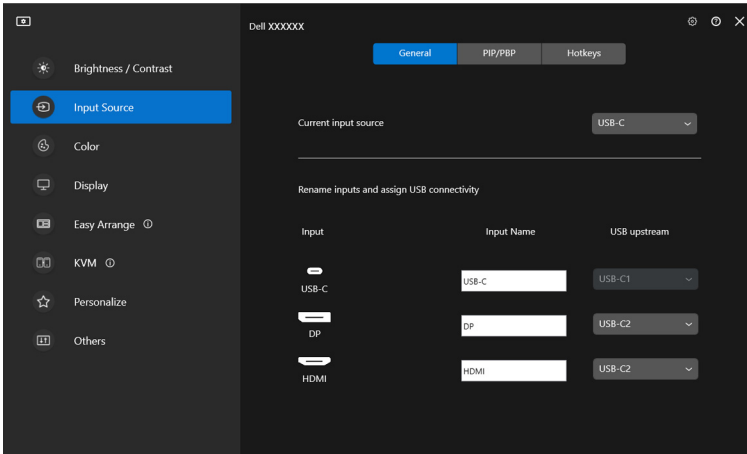 Dell XXXXXX
General PIP/PBP Hotkeys
Brightness / Contrast
Input Source
Color
Display
Easy Arrange
KVM
Personalize
Others
Current input source USB-C
Rename inputs and assign USB connectivity
Input Input Name USB upstream
USB-C USB-C USB-C1
DP DP USB-C2
HDMI HDMI USB-C2